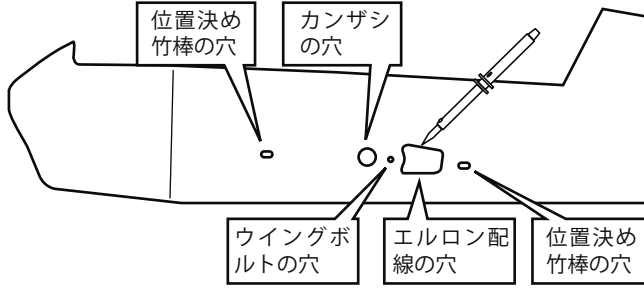 位置決め
竹棒の穴
カンザシ
の穴
ウイングボ
ルトの穴
エルロン配
線の穴
位置決め
竹棒の穴